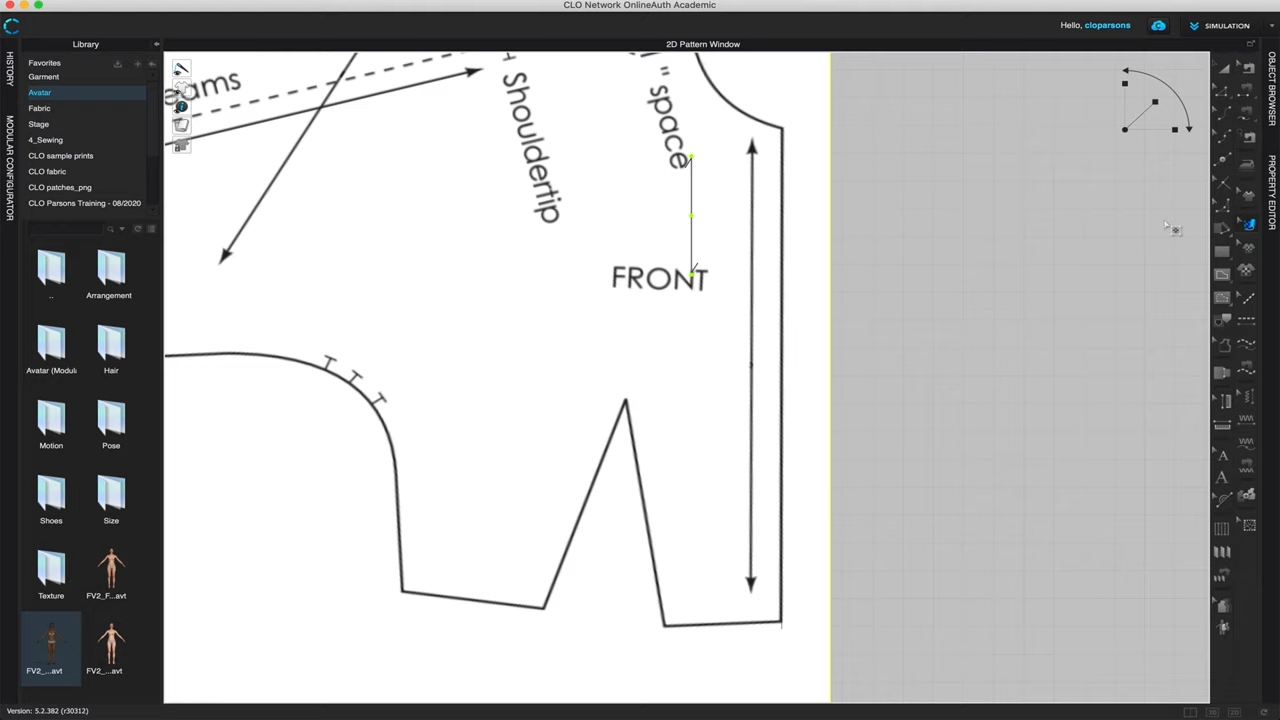 CLO Network OnlineAuth Academic
Hello, cloparsons
SIMULATION
Library
2D Pattern Window
HISTORY
MODULAR CONFIGURATOR
Favorites
Garment
Avatar
Fabric
Stage
4_Sewing
CLO sample prints
CLO fabric
CLO patches_png
CLO Parsons Training - 08/2020
..
Arrangement
Avatar (Modul
Hair
Motion
Pose
Shoes
Size
Texture
FV2_F...avt
FV2_...avt
FV2_...avt
eams
Shouldertip
" space
FRONT
OBJECT BROWSER
PROPERTY EDITOR
Version: 5.2.382 (r30312)